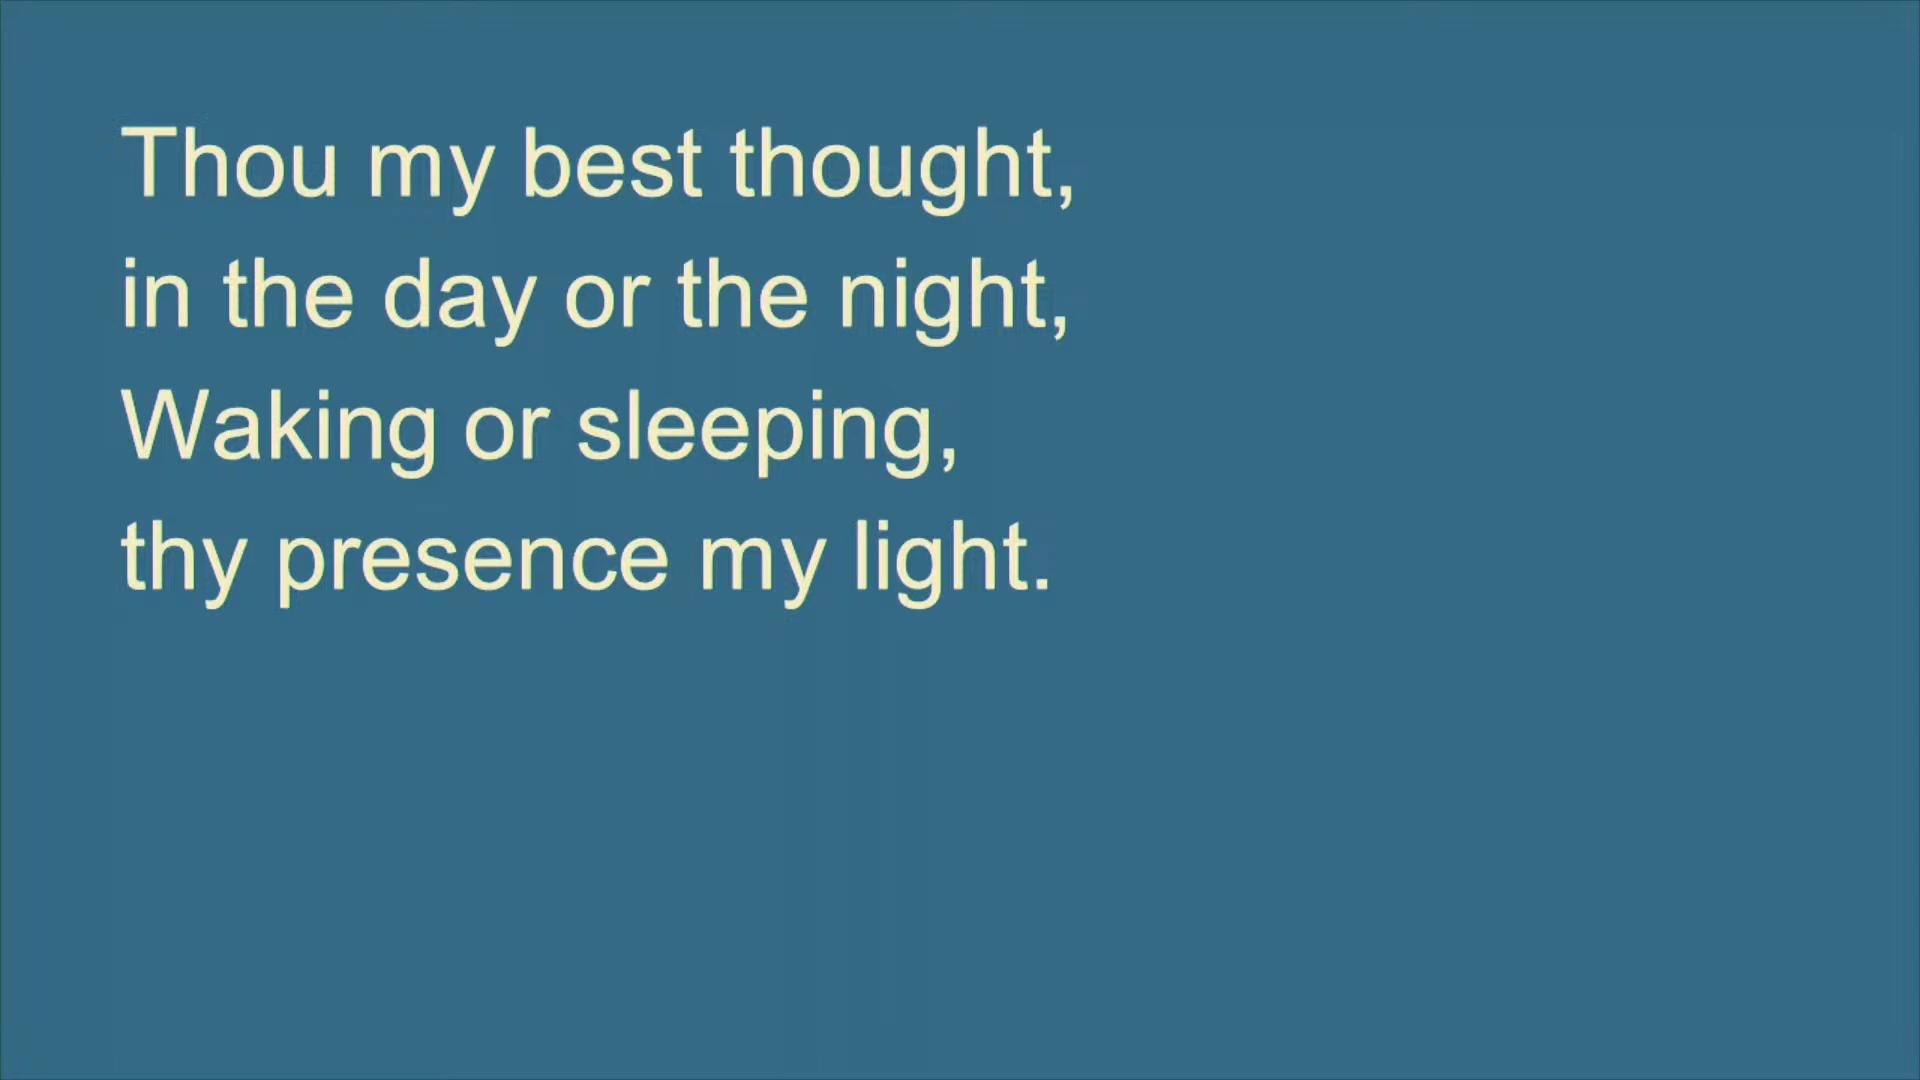 Thou my best thought,
in the day or the night,
Waking or sleeping,
thy presence my light.